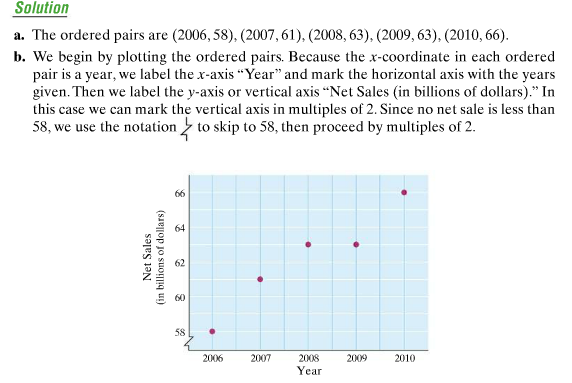 Solution
a. The ordered pairs are (2006, 58), (2007, 61), (2008, 63), (2009, 63), (2010, 66).
b. We begin by plotting the ordered pairs. Because the x-coordinate in each ordered
pair is a year, we label the x-axis “Year” and mark the horizontal axis with the years
given. Then we label the y-axis or vertical axis “Net Sales (in billions of dollars).” In
this case we can mark the vertical axis in multiples of 2. Since no net sale is less than
58, we use the notation to skip to 58, then proceed by multiples of 2.
Net Sales
(in billions of dollars)
66
64
62
60
58
2006 2007 2008 2009 2010
Year